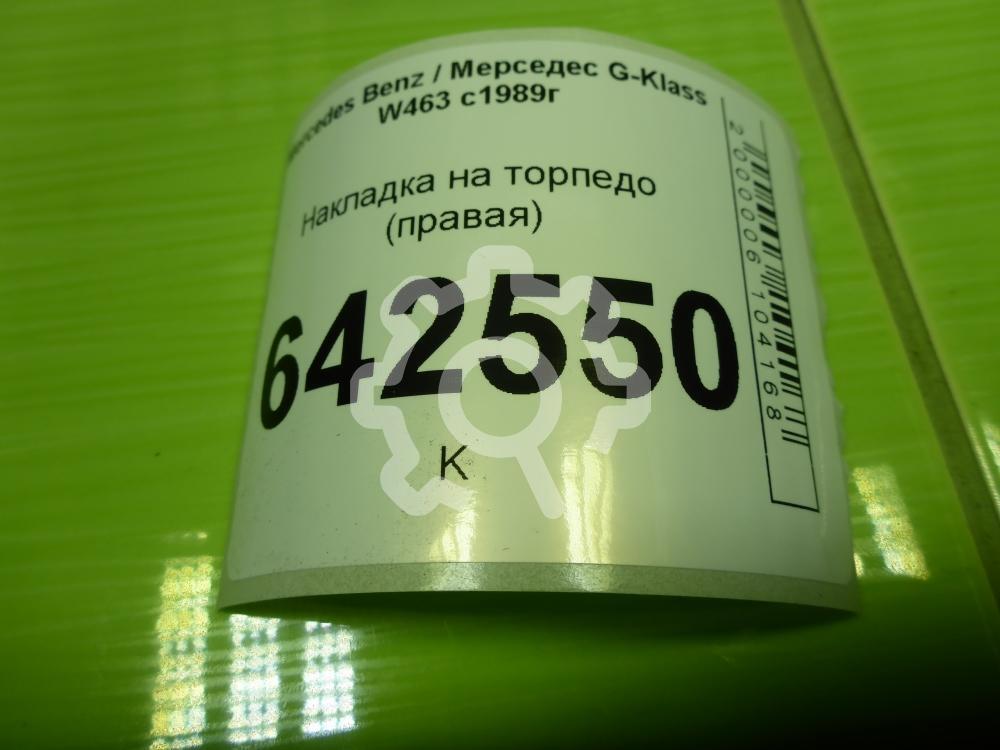 Mercedes Benz / Мерседес G-Klass
W463 с1989г
Накладка на торпедо
(правая)
642550
К
2000006104168